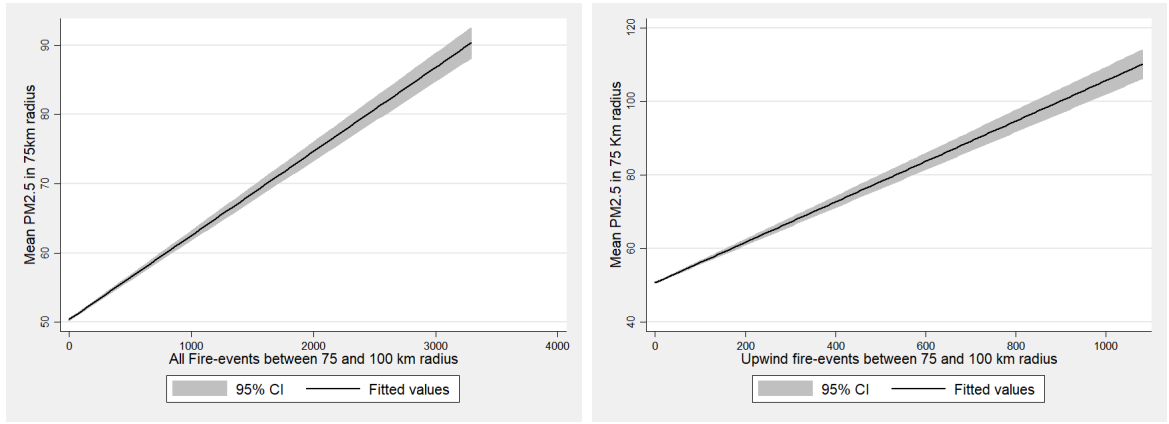 Mean PM2.5 in 75km radius
90
80
70
60
50
0 1000 2000 3000 4000
All Fire-events between 75 and 100 km radius
95% CI Fitted values
Mean PM2.5 in 75 Km radius
120
100
80
60
40
0 200 400 600 800 1000
Upwind fire-events between 75 and 100 km radius
95% CI Fitted values